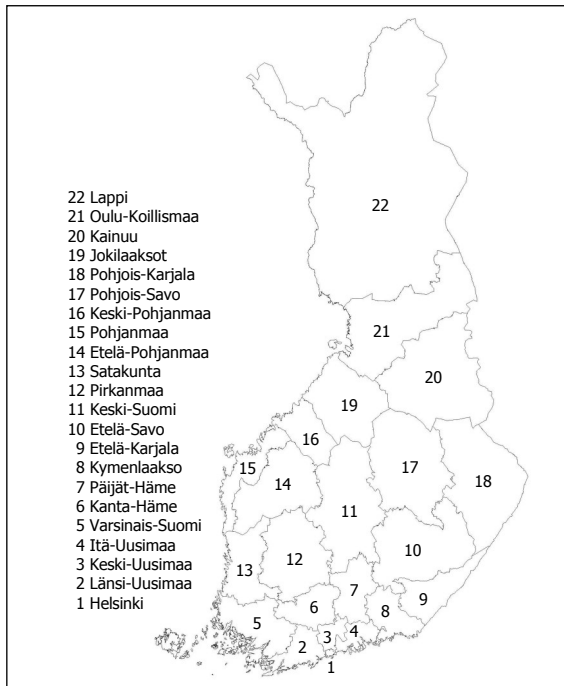 22 Lappi
21 Oulu-Koillismaa
20 Kainuu
19 Jokilaaksot
18 Pohjois-Karjala
17 Pohjois-Savo
16 Keski-Pohjanmaa
15 Pohjanmaa
14 Etelä-Pohjanmaa
13 Satakunta
12 Pirkanmaa
11 Keski-Suomi
10 Etelä-Savo
9 Etelä-Karjala
8 Kymenlaakso
7 Päijät-Häme
6 Kanta-Häme
5 Varsinais-Suomi
4 Itä-Uusimaa
3 Keski-Uusimaa
2 Länsi-Uusimaa
1 Helsinki
22
21
20
19
16
15
14
17
18
11
10
13
12
7
6
8
9
5
2
3
4
1